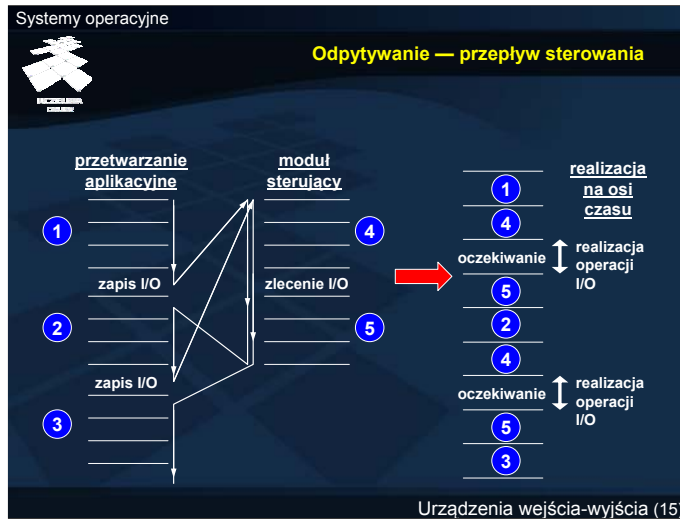 Systemy operacyjne
Odpytywanie — przepływ sterowania
UCZELNIA
ONLINE
przetwarzanie
aplikacyjne
1
zapis I/O
2
zapis I/O
3
moduł
sterujący
4
zlecenie I/O
5
realizacja
na osi
czasu
1
4
oczekiwanie
realizacja
operacji
I/O
5
2
4
oczekiwanie
realizacja
operacji
I/O
5
3
Urządzenia wejścia-wyjścia (15